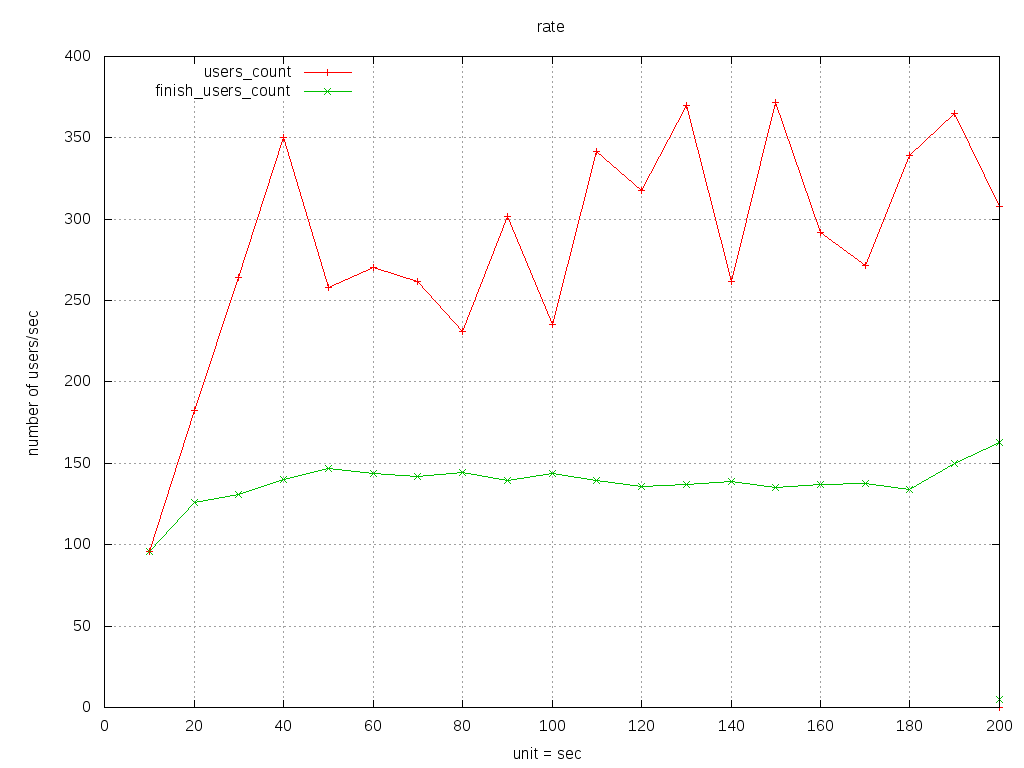 rate
400
350
300
250
200
150
100
50
0
number of users/sec
users_count
finish_users_count
0 20 40 60 80 100 120 140 160 180 200
unit = sec